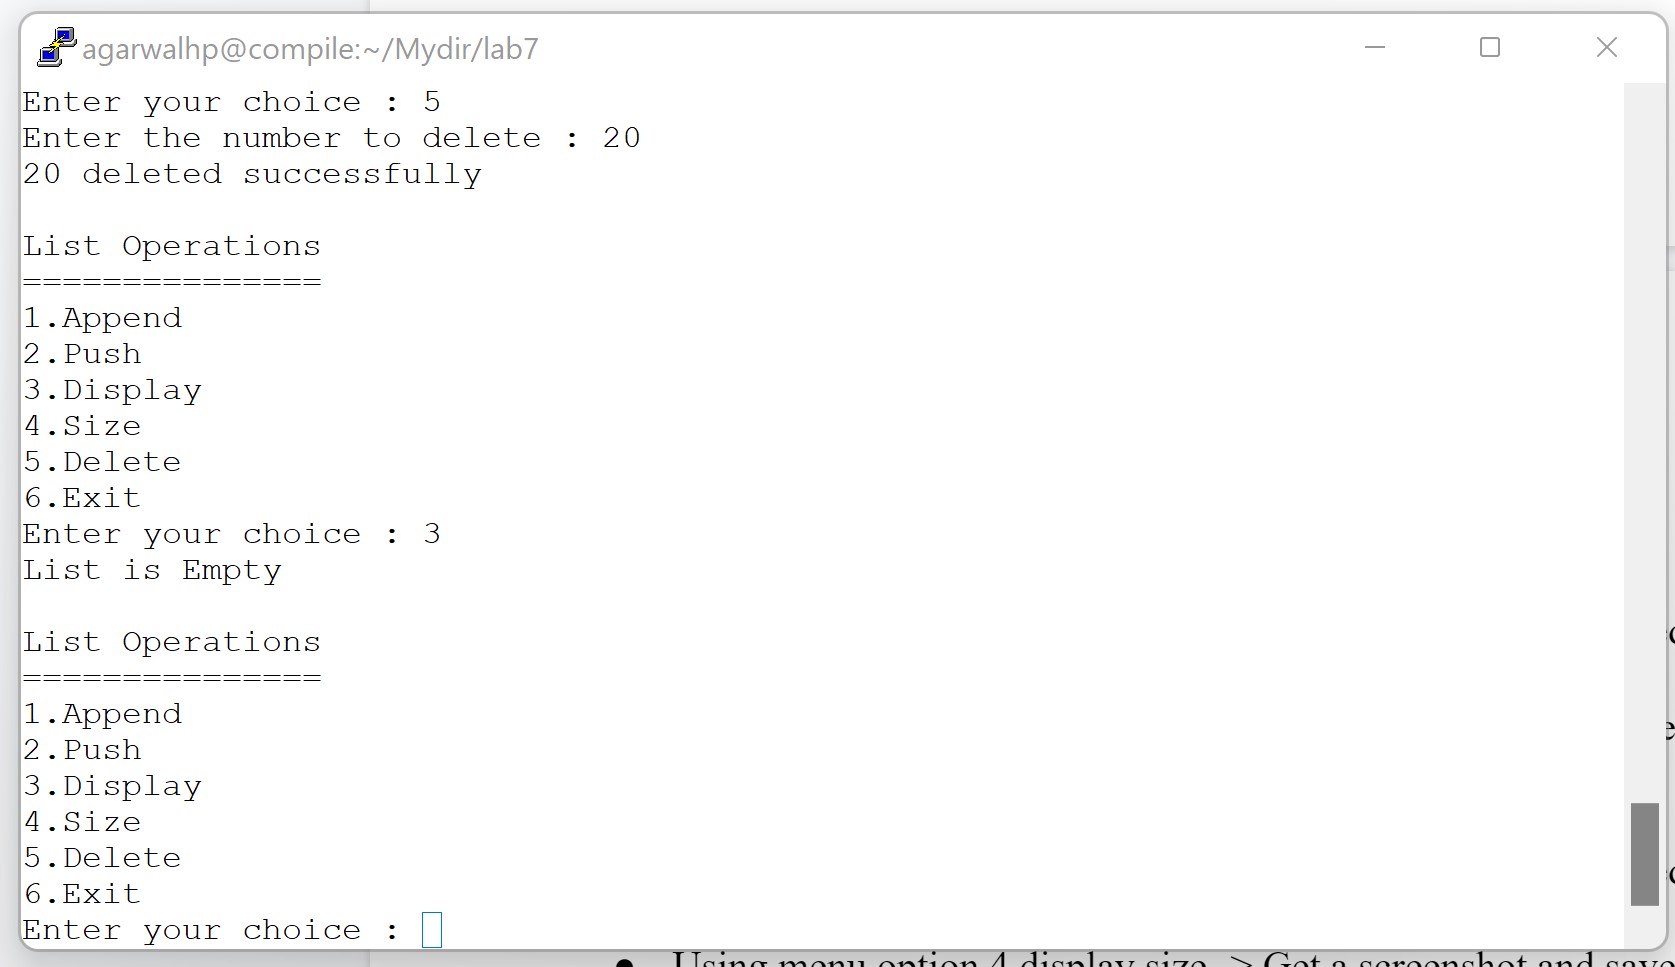 agarwalhp@compile:~/Mydir/lab7
Enter your choice : 5
Enter the number to delete : 20
20 deleted successfully
List Operations
===============
1.Append
2.Push
3.Display
4.Size
5.Delete
6.Exit
Enter your choice : 3
List is Empty
List Operations
===============
1.Append
2.Push
3.Display
4.Size
5.Delete
6.Exit
Enter your choice :
• Using menu option 4 display size -> Get a screenshot and save